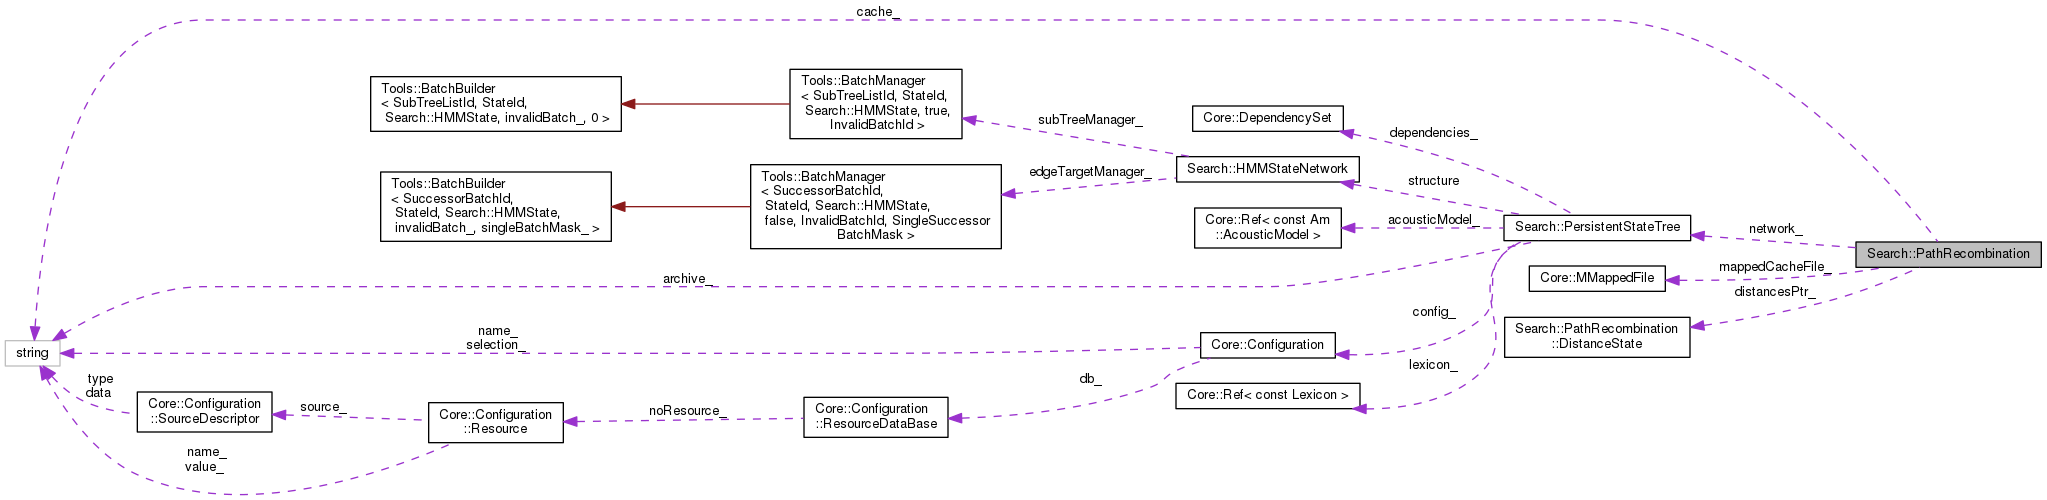 cache_
Tools::BatchBuilder
< SubTreeListId, StateId,
Search::HMMState, invalidBatch_, 0 >
Tools::BatchManager
< SubTreeListId, StateId,
Search::HMMState, true,
InvalidBatchId >
subTreeManager_
Core::DependencySet
dependencies_
Tools::BatchBuilder
< SuccessorBatchId,
StateId, Search::HMMState,
invalidBatch_, singleBatchMask_ >
Tools::BatchManager
< SuccessorBatchId,
StateId, Search::HMMState,
false, InvalidBatchId, SingleSuccessor
BatchMask >
edgeTargetManager_
Search::HMMStateNetwork
structure
Core::Ref< const Am
::AcousticModel >
acousticModel_
Search::PersistentStateTree
network_
Search::PathRecombination
archive_
Core::MMappedFile
mappedCacheFile_
distancesPtr_
Search::PathRecombination
::DistanceState
config_
string
name_
selection_
Core::Configuration
lexicon_
type
data
Core::Configuration
::SourceDescriptor
source_
Core::Configuration
::Resource
noResource_
Core::Configuration
::ResourceDataBase
db_
Core::Ref< const Lexicon >
name_
value_